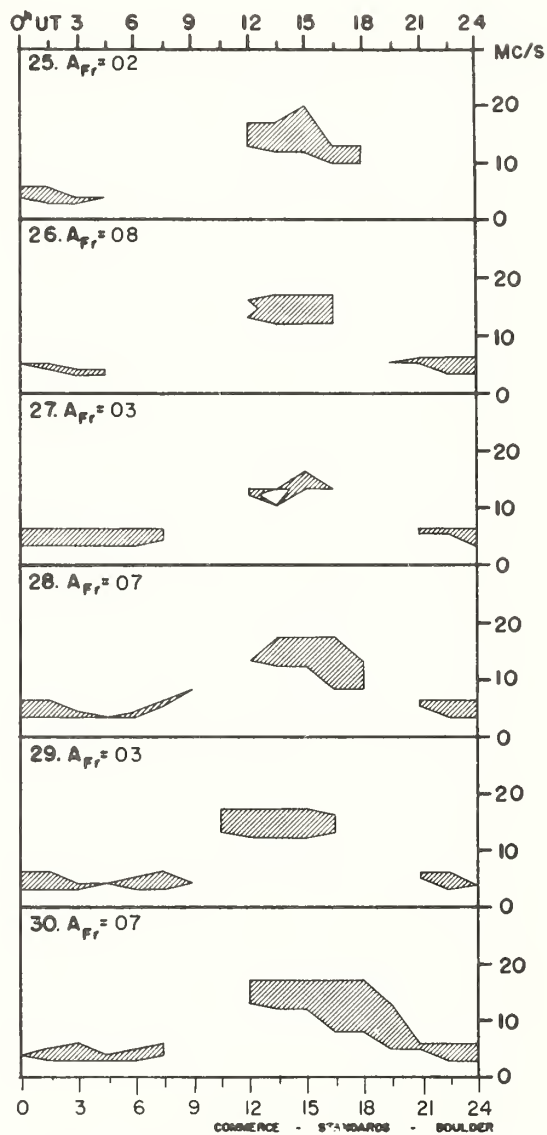 0ʰ UT 3 6 9 12 15 18 21 24
MC/S
25. A_Fr = 02
20
10
0
26. A_Fr = 08
20
10
0
27. A_Fr = 03
20
10
0
28. A_Fr = 07
20
10
0
29. A_Fr = 03
20
10
0
30. A_Fr = 07
20
10
0
0 3 6 9 12 15 18 21 24
COMMERCE - STANDARDS - BOULDER